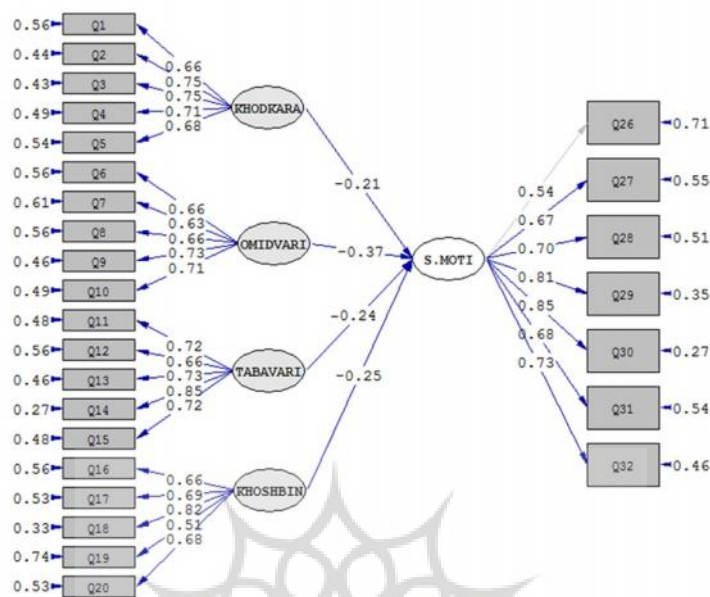 0.56 Q1
0.44 Q2
0.43 Q3
0.49 Q4
0.54 Q5
0.56 Q6
0.61 Q7
0.56 Q8
0.46 Q9
0.49 Q10
0.48 Q11
0.56 Q12
0.46 Q13
0.27 Q14
0.48 Q15
0.56 Q16
0.53 Q17
0.33 Q18
0.74 Q19
0.53 Q20
0.66
0.75
0.75
0.71
0.68
0.66
0.63
0.66
0.73
0.71
0.72
0.66
0.73
0.85
0.72
0.66
0.69
0.82
0.51
0.68
KHODKARA
OMIDVARI
TABAVARI
KHOSHBIN
-0.21
-0.37
-0.24
-0.25
S.MOTI
0.54
0.67
0.70
0.81
0.85
0.68
0.73
Q26 0.71
Q27 0.55
Q28 0.51
Q29 0.35
Q30 0.27
Q31 0.54
Q32 0.46